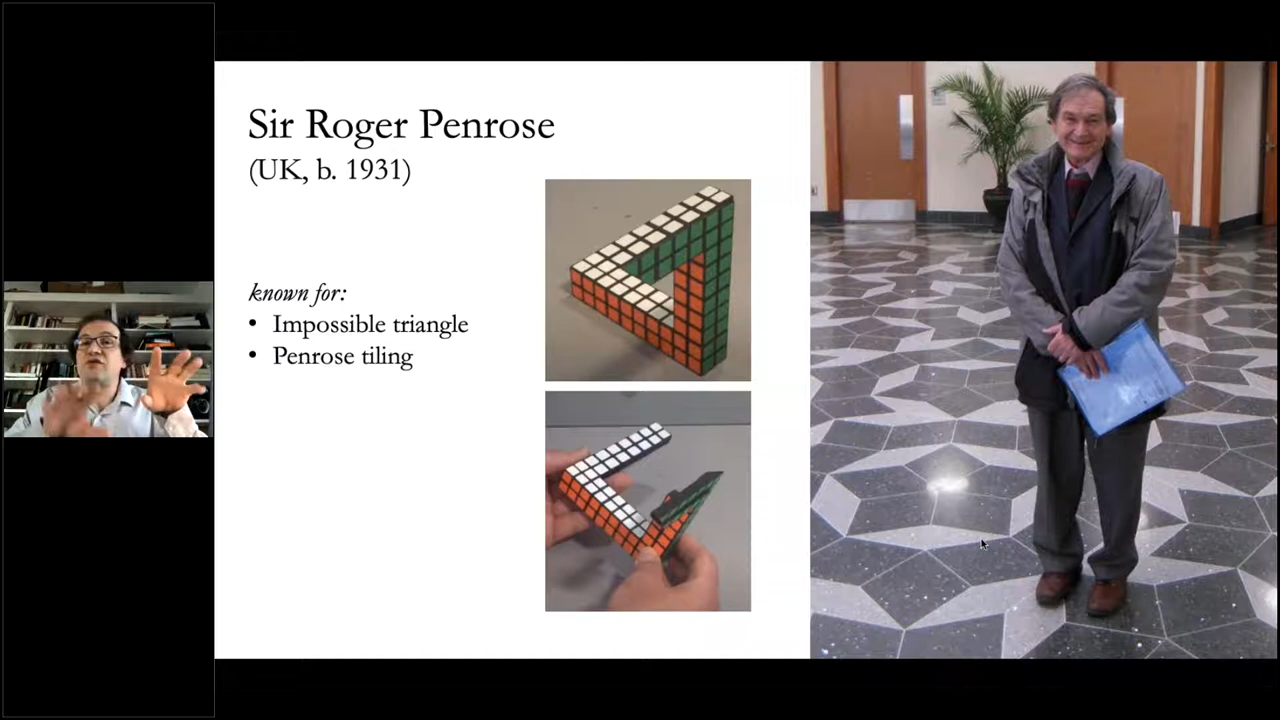 Sir Roger Penrose
(UK, b. 1931)
known for:
• Impossible triangle
• Penrose tiling